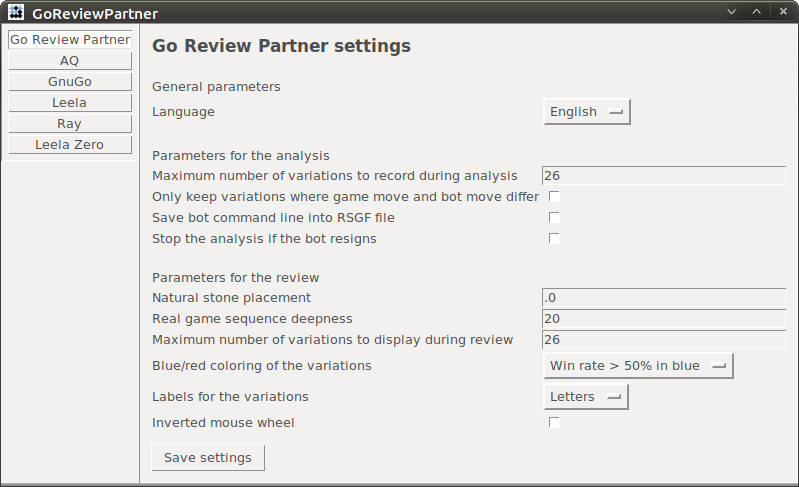 GoReviewPartner
Go Review Partner
AQ
GnuGo
Leela
Ray
Leela Zero
Go Review Partner settings
General parameters
Language English
Parameters for the analysis
Maximum number of variations to record during analysis 26
Only keep variations where game move and bot move differ
Save bot command line into RSGF file
Stop the analysis if the bot resigns
Parameters for the review
Natural stone placement .0
Real game sequence deepness 20
Maximum number of variations to display during review 26
Blue/red coloring of the variations Win rate > 50% in blue
Labels for the variations Letters
Inverted mouse wheel
Save settings